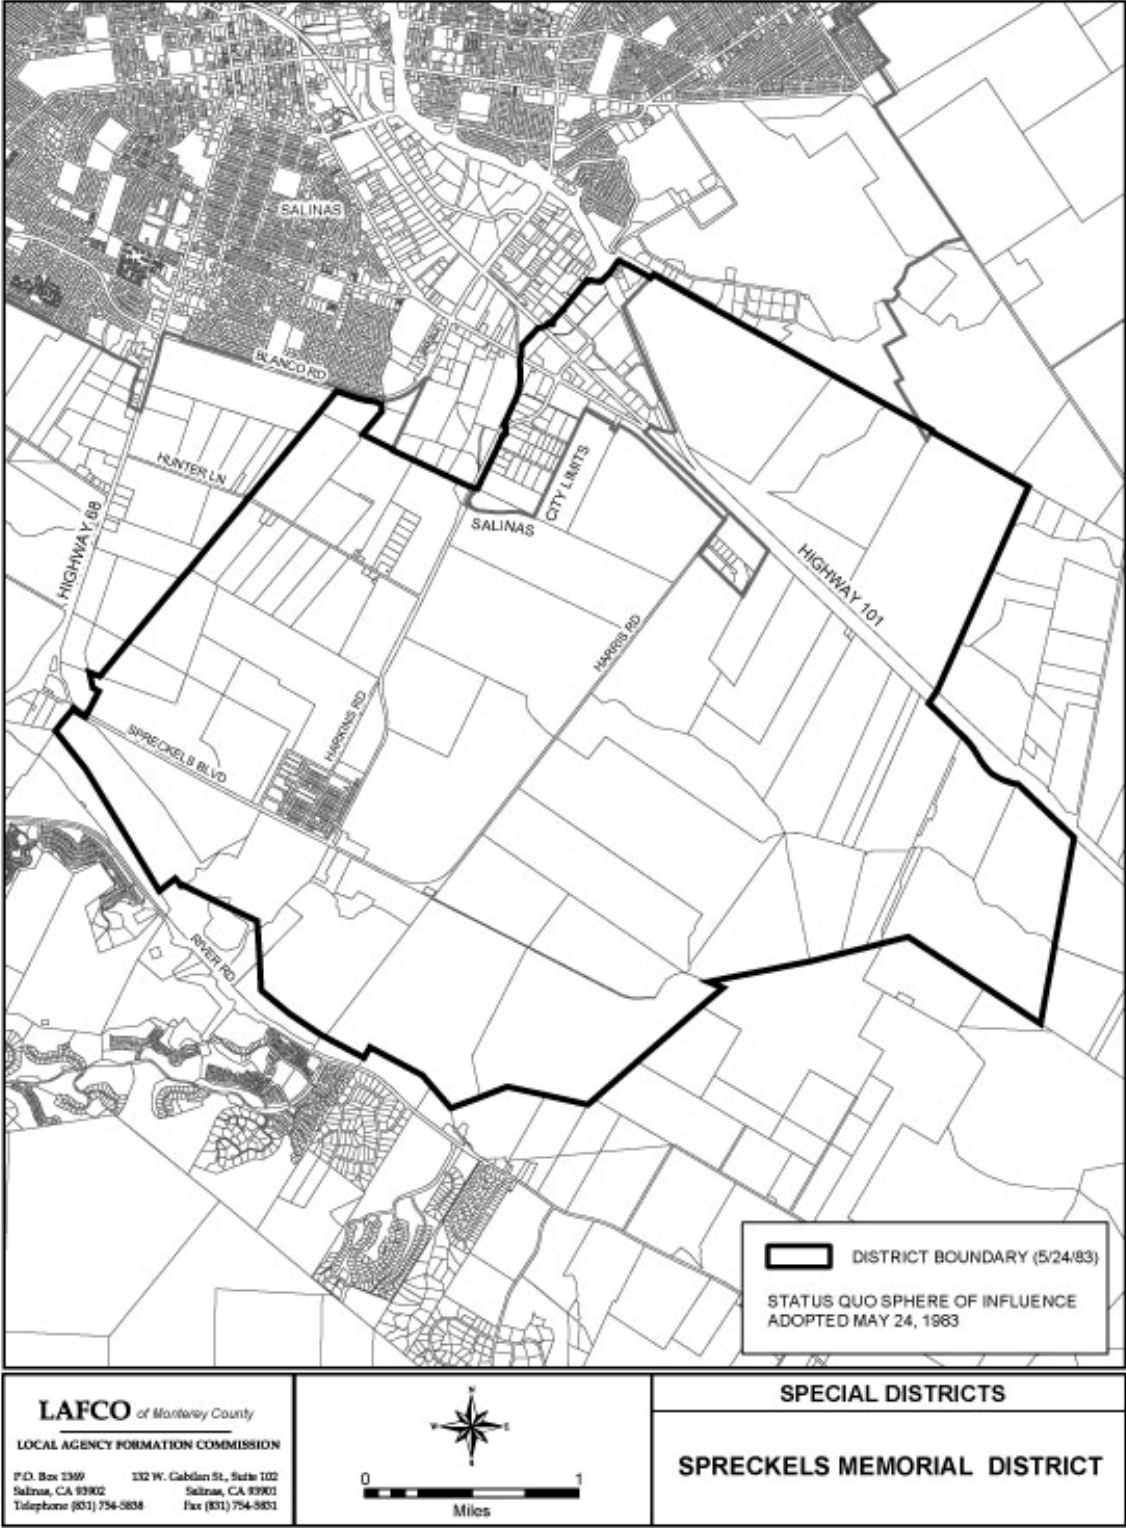 SALINAS
BLANCO RD
HUNTER LN
HIGHWAY 68
CITY LIMITS
SALINAS
HIGHWAY 101
HARRIS RD
HARKINS RD
SPRECKELS BLVD
RIVER RD
DISTRICT BOUNDARY (5/24/83)
STATUS QUO SPHERE OF INFLUENCE
ADOPTED MAY 24, 1983
LAFCO of Monterey County
LOCAL AGENCY FORMATION COMMISSION
P.O. Box 1369 132 W. Gabilan St., Suite 102
Salinas, CA 93902 Salinas, CA 93901
Telephone (831) 754-5838 Fax (831) 754-5831
N
W E
S
0 1
Miles
SPECIAL DISTRICTS
SPRECKELS MEMORIAL DISTRICT